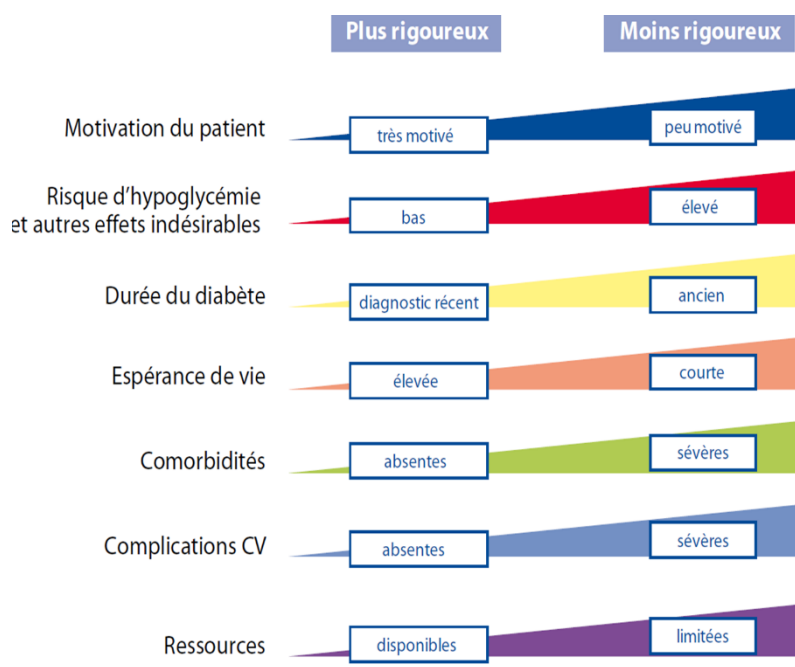 Plus rigoureux Moins rigoureux
Motivation du patient très motivé peu motivé
Risque d'hypoglycémie
et autres effets indésirables bas élevé
Durée du diabète diagnostic récent ancien
Espérance de vie élevée courte
Comorbidités absentes sévères
Complications CV absentes sévères
Ressources disponibles limitées